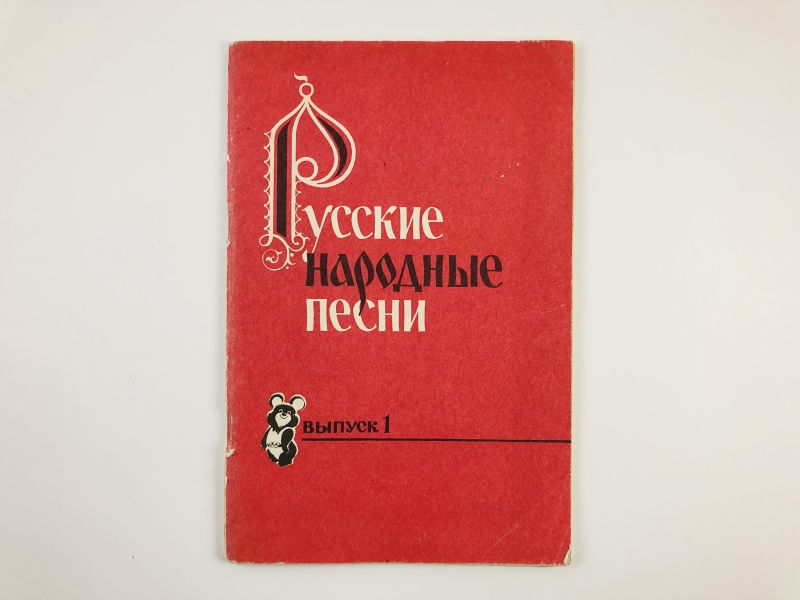 Русские
народные
песни
выпуск 1